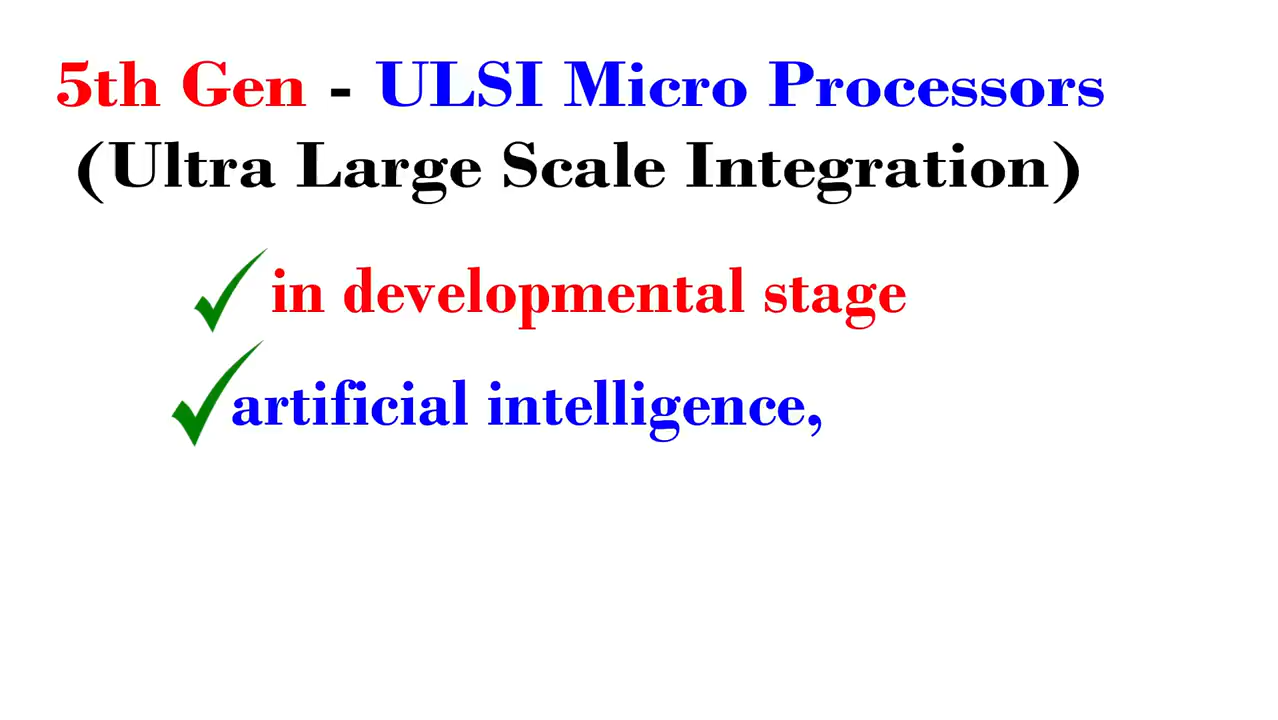 5th Gen - ULSI Micro Processors
(Ultra Large Scale Integration)
in developmental stage
artificial intelligence,